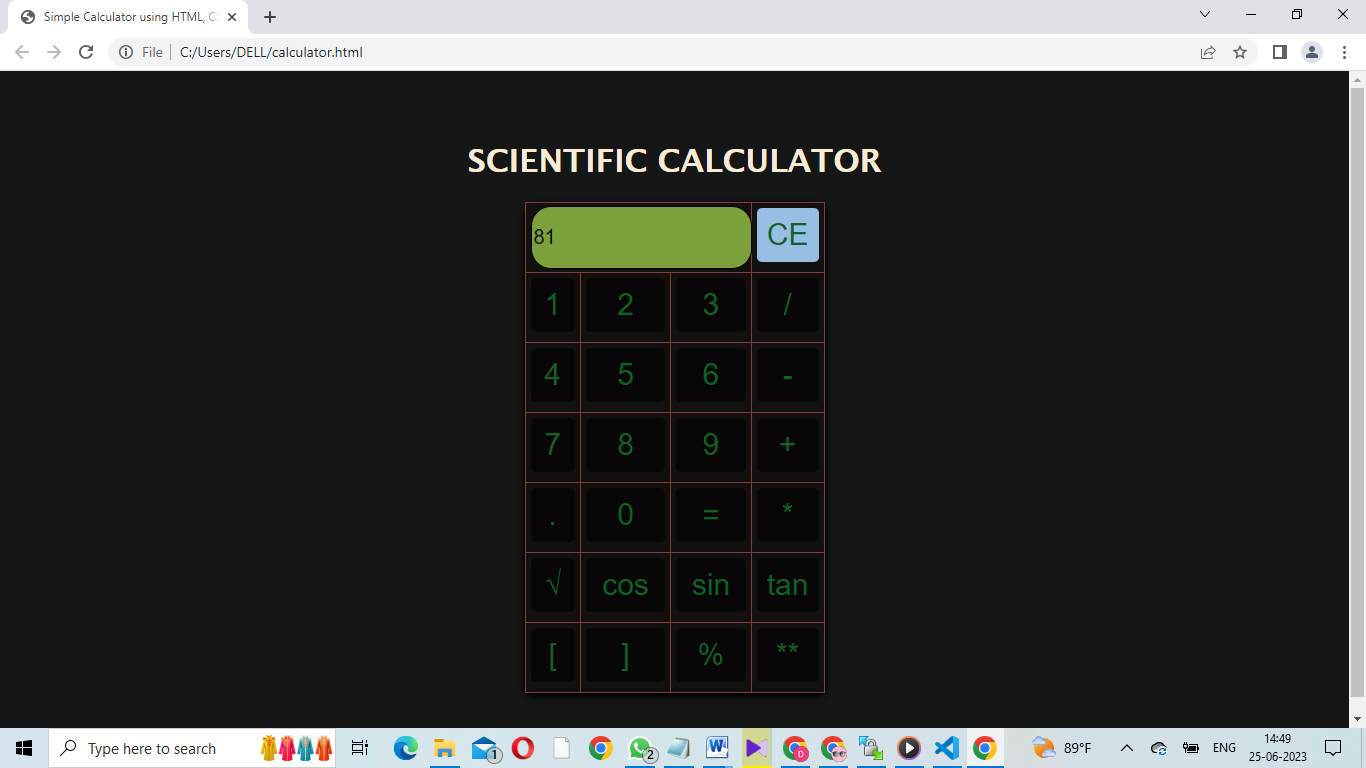 Simple Calculator using HTML, CS
File C:/Users/DELL/calculator.html
SCIENTIFIC CALCULATOR
81 CE
1 2 3 /
4 5 6 -
7 8 9 +
. 0 = *
√ cos sin tan
[ ] % **
Type here to search 1 2 W D 89°F ENG 14:49
25-06-2023